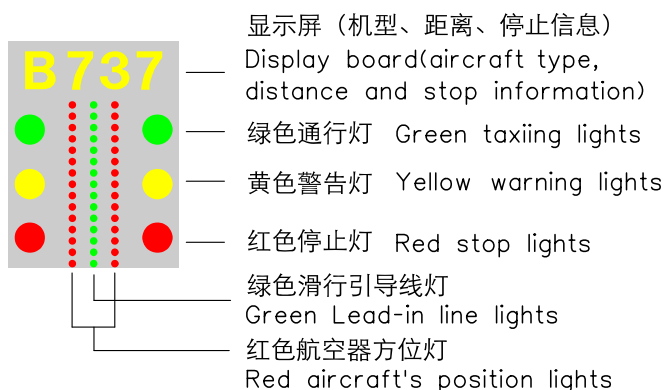 B737
显示屏（机型、距离、停止信息）
Display board(aircraft type,
distance and stop information)
绿色通行灯 Green taxiing lights
黄色警告灯 Yellow warning lights
红色停止灯 Red stop lights
绿色滑行引导线灯
Green Lead-in line lights
红色航空器方位灯
Red aircraft's position lights